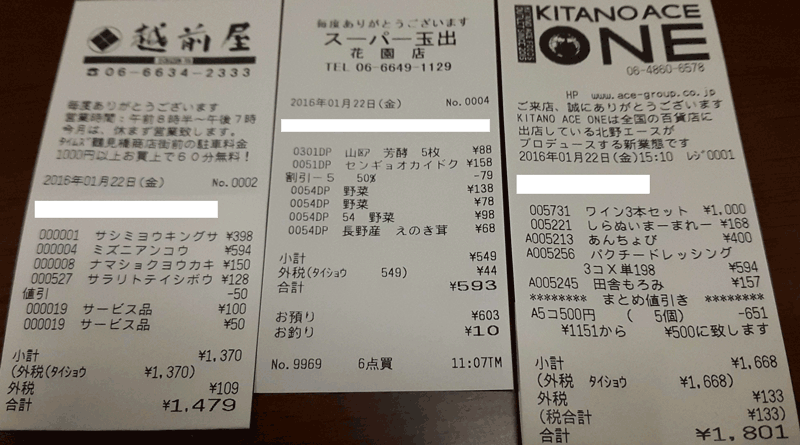 越前屋
☎06-6634-2333
毎度ありがとうございます
営業時間：午前８時半～午後７時
今月は、休まず営業致します。
ﾀｲﾑｽﾞ鶴見橋商店街前の駐車料金
1000円以上お買上で６０分無料！
2016年01月22日(金) No.0002
000001 サシミヨウキングサ ¥398
000004 ミズニアンコウ ¥594
000008 ナマショクヨウカキ ¥150
000527 サラリトテイシボウ ¥128
値引 -50
000019 サービス品 ¥100
000019 サービス品 ¥50
小計 ¥1,370
(外税(ﾀｲｼｮｳ ¥1,370)
外税 ¥109
合計 ¥1,479
毎度ありがとうございます
スーパー玉出
花園店
TEL 06-6649-1129
2016年01月22日(金) No.0004
0301DP 山崎 芳醇 5枚 ¥88
0051DP センギョオカイドク ¥158
割引－5 50% -79
0054DP 野菜 ¥138
0054DP 野菜 ¥78
0054DP 54 野菜 ¥98
0054DP 長野産 えのき茸 ¥68
小計 ¥549
外税(ﾀｲｼｮｳ 549) ¥44
合計 ¥593
お預り ¥603
お釣り ¥10
No.9969 6点買 11:07TM
KITANO ACE
ONE
06-4860-6578
HP www.ace-group.co.jp
ご来店、誠にありがとうございます
KITANO ACE ONEは全国の百貨店に
出店している北野エースが
プロデュースする新業態です
2016年01月22日(金)15:10 ﾚｼﾞ0001
005731 ワイン3本セット ¥1,000
005221 しらぬいまーまれー ¥168
A005213 あんちょび ¥400
A005256 パクチードレッシング
3コX単198 ¥594
A005245 田舎もろみ ¥157
******** まとめ値引き ********
A5コ500円 ( 5個) -651
¥1151から ¥500に致します
小計 ¥1,668
(外税 ﾀｲｼｮｳ ¥1,668)
外税 ¥133
(税合計 ¥133)
合計 ¥1,801